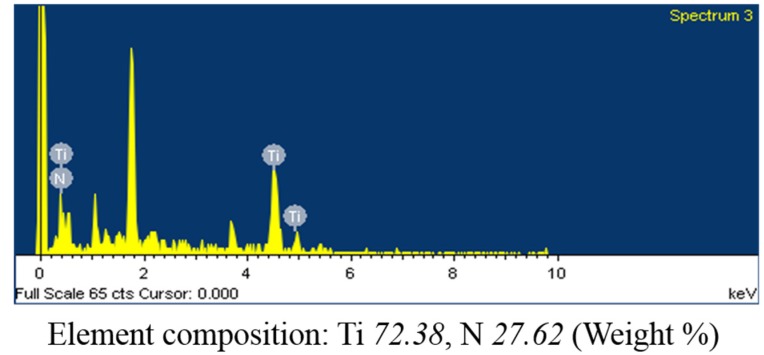 Spectrum 3
Ti
Ti
N
Ti
0 2 4 6 8 10
Full Scale 65 cts Cursor: 0.000 keV
Element composition: Ti 72.38, N 27.62 (Weight %)